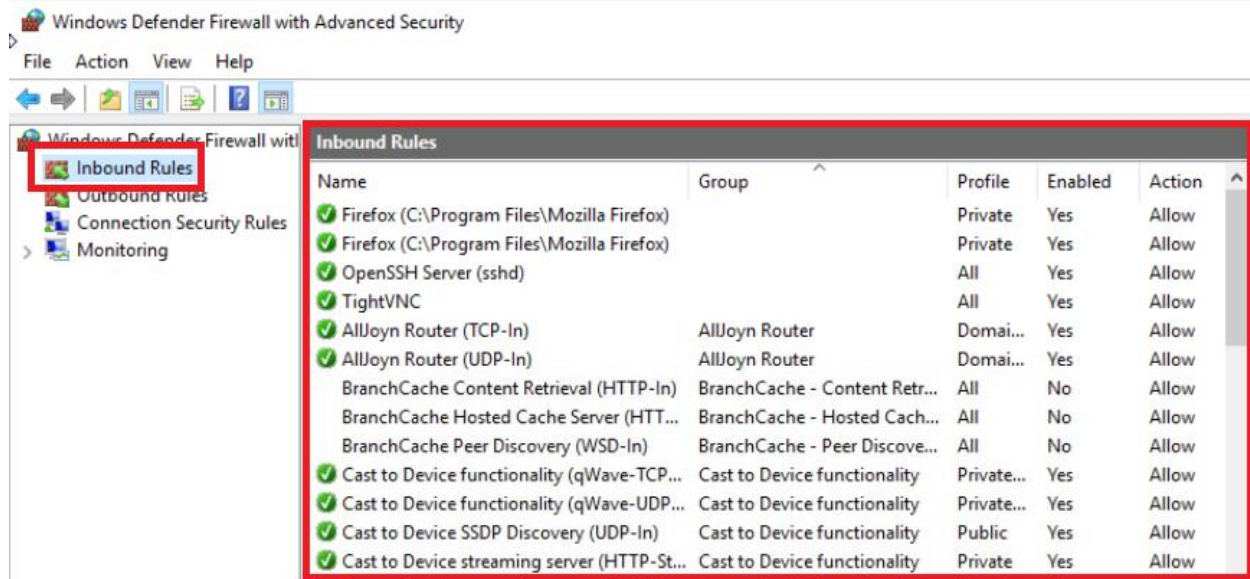 Windows Defender Firewall with Advanced Security
File Action View Help
Windows Defender Firewall with
Inbound Rules
Outbound Rules
Connection Security Rules
Monitoring
Inbound Rules
Name Group Profile Enabled Action
Firefox (C:\Program Files\Mozilla Firefox) Private Yes Allow
Firefox (C:\Program Files\Mozilla Firefox) Private Yes Allow
OpenSSH Server (sshd) All Yes Allow
TightVNC All Yes Allow
AllJoyn Router (TCP-In) AllJoyn Router Domai... Yes Allow
AllJoyn Router (UDP-In) AllJoyn Router Domai... Yes Allow
BranchCache Content Retrieval (HTTP-In) BranchCache - Content Retr... All No Allow
BranchCache Hosted Cache Server (HTT... BranchCache - Hosted Cach... All No Allow
BranchCache Peer Discovery (WSD-In) BranchCache - Peer Discove... All No Allow
Cast to Device functionality (qWave-TCP... Cast to Device functionality Private... Yes Allow
Cast to Device functionality (qWave-UDP... Cast to Device functionality Private... Yes Allow
Cast to Device SSDP Discovery (UDP-In) Cast to Device functionality Public Yes Allow
Cast to Device streaming server (HTTP-St... Cast to Device functionality Private Yes Allow